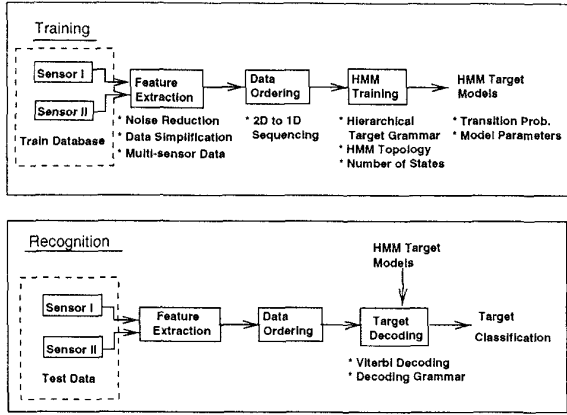 Training
Sensor I
Sensor II
Train Database
Feature
Extraction
* Noise Reduction
* Data Simplification
* Multi-sensor Data
Data
Ordering
* 2D to 1D
Sequencing
HMM
Training
* Hierarchical
Target Grammar
* HMM Topology
* Number of States
HMM Target
Models
* Transition Prob.
* Model Parameters
Recognition
Sensor I
Sensor II
Test Data
Feature
Extraction
Data
Ordering
HMM Target
Models
Target
Decoding
* Viterbi Decoding
* Decoding Grammar
Target
Classification